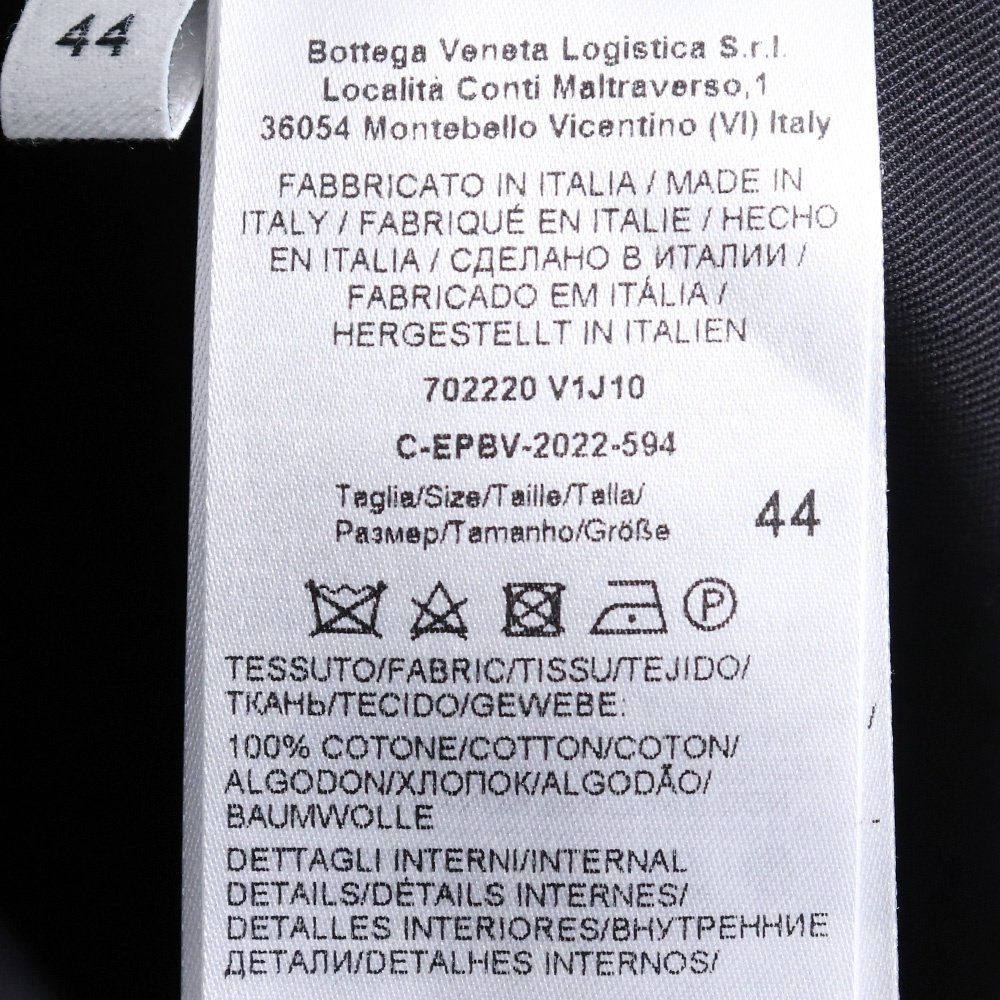 44
Bottega Veneta Logistica S.r.l.
Località Conti Maltraverso,1
36054 Montebello Vicentino (VI) Italy
FABBRICATO IN ITALIA / MADE IN
ITALY / FABRIQUÉ EN ITALIE / HECHO
EN ITALIA / СДЕЛАНО В ИТАЛИИ /
FABRICADO EM ITÁLIA /
HERGESTELLT IN ITALIEN
702220 V1J10
C-EPBV-2022-594
Taglia/Size/Taille/Talla/
Размер/Tamanho/Größe
44
P
TESSUTO/FABRIC/TISSU/TEJIDO/
ТКАНЬ/TECIDO/GEWEBE:
100% COTONE/COTTON/COTON/
ALGODON/ХЛОПОК/ALGODÃO/
BAUMWOLLE
DETTAGLI INTERNI/INTERNAL
DETAILS/DÉTAILS INTERNES/
DETALLES INTERIORES/ВНУТРЕННИЕ
ДЕТАЛИ/DETALHES INTERNOS/